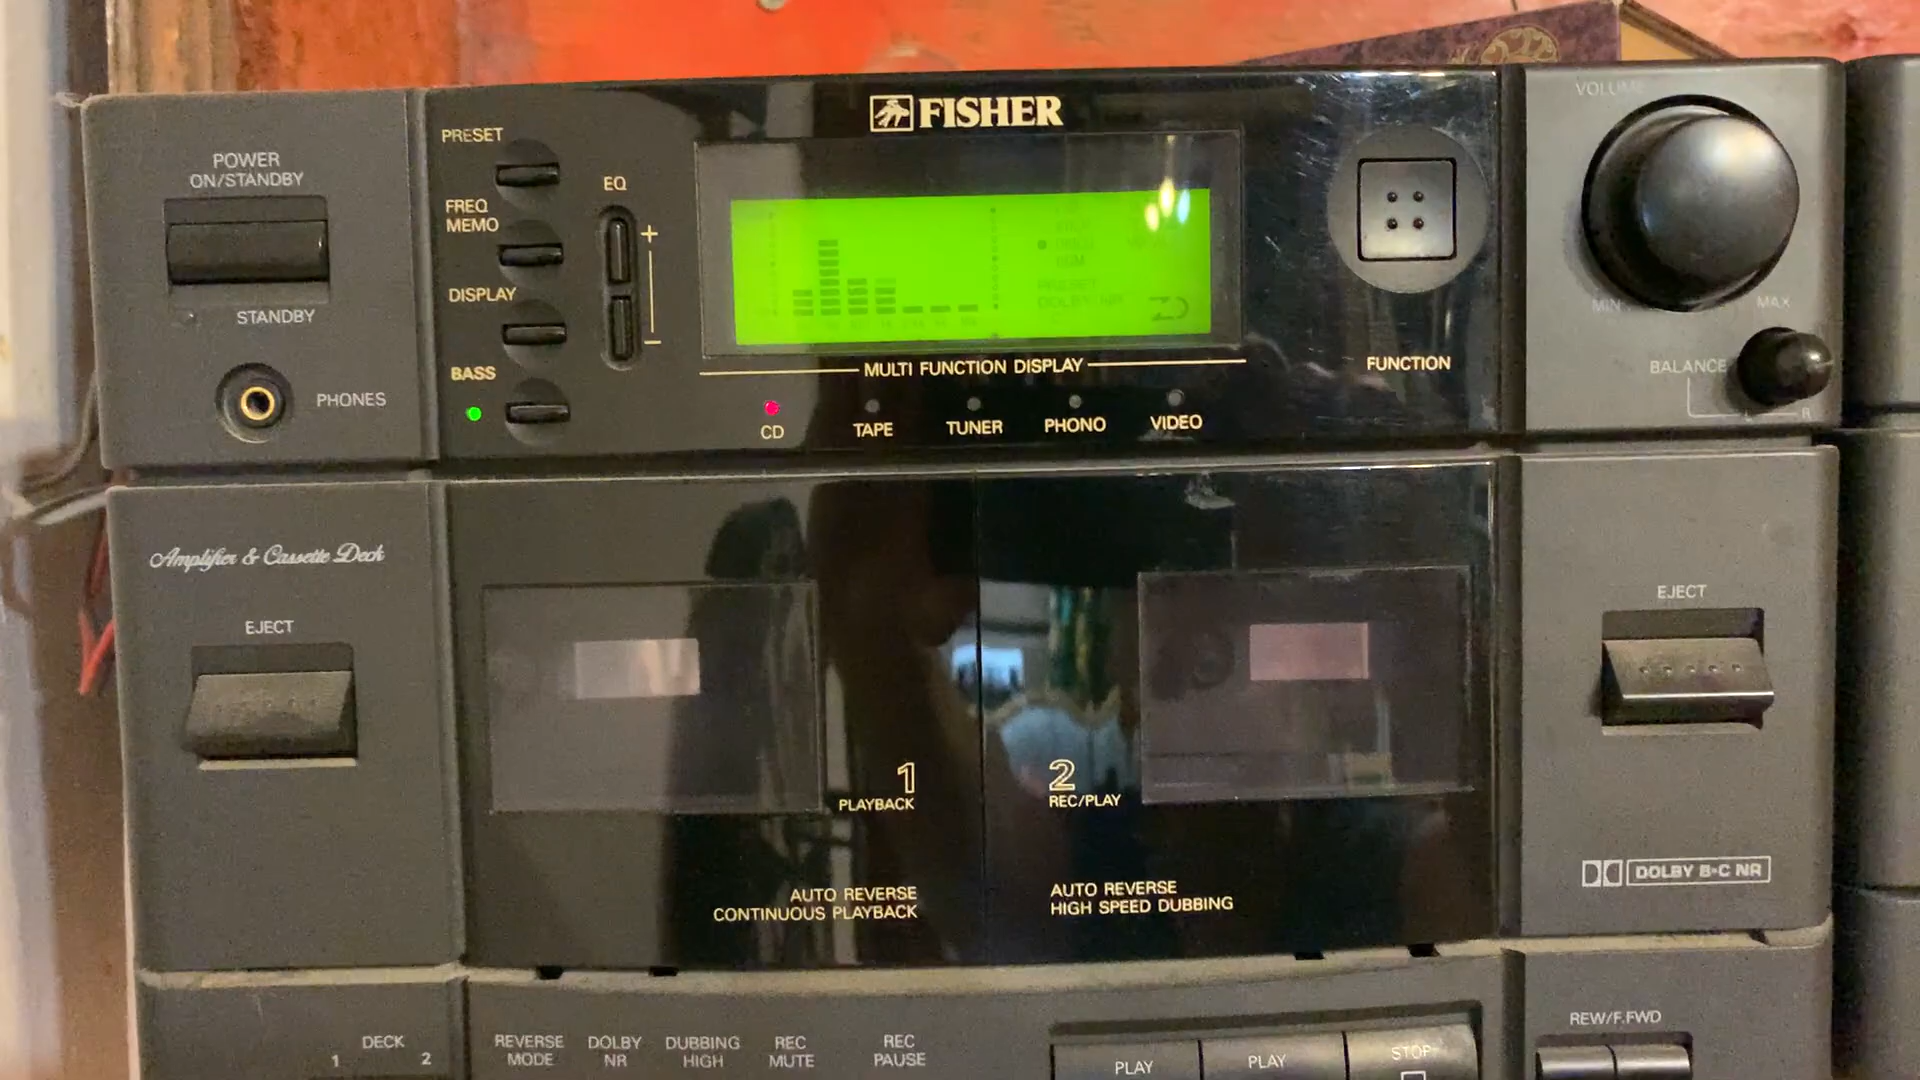 FISHER
VOLUME
PRESET
POWER
ON/STANDBY
EQ
FREQ
MEMO
+
DISPLAY
STANDBY
MIN
MAX
−
MULTI FUNCTION DISPLAY
FUNCTION
BALANCE
BASS
PHONES
R
CD
TAPE
TUNER
PHONO
VIDEO
Amplifier & Cassette Deck
EJECT
EJECT
1
PLAYBACK
2
REC/PLAY
DOLBY B-C NR
AUTO REVERSE
CONTINUOUS PLAYBACK
AUTO REVERSE
HIGH SPEED DUBBING
REW/F.FWD
DECK
1 2
REVERSE
MODE
DOLBY
NR
DUBBING
HIGH
REC
MUTE
REC
PAUSE
PLAY
PLAY
STOP